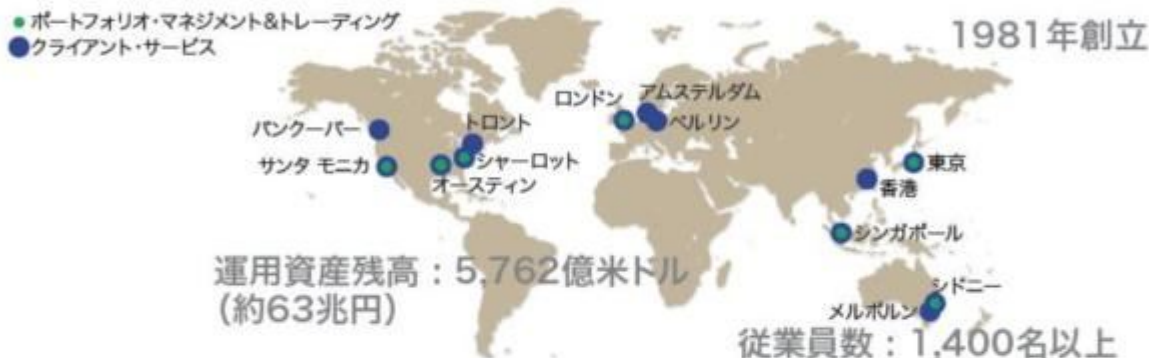 ポートフォリオ・マネジメント&トレーディング
クライアント・サービス
1981年創立
ロンドン
アムステルダム
ベルリン
バンクーバー
トロント
サンタ モニカ
シャーロット
オースティン
東京
香港
シンガポール
運用資産残高:5,762億米ドル
(約63兆円)
シドニー
メルボルン
従業員数:1,400名以上